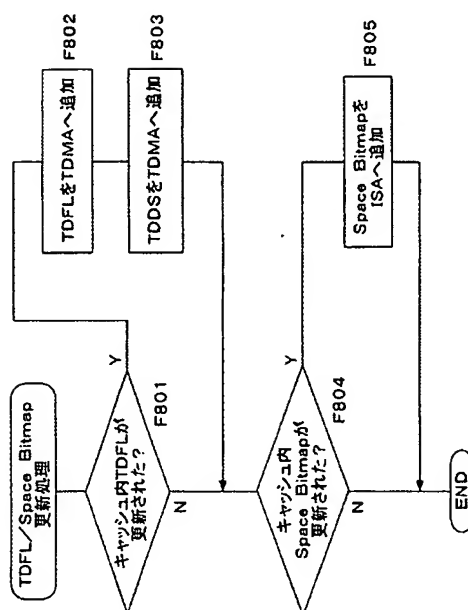 TDFL/Space Bitmap
更新処理
キャッシュ内TDFLが
更新された?
F801
Y
N
TDFLをTDMAへ追加
F802
TDDSをTDMAへ追加
F803
キャッシュ内
Space Bitmapが
更新された?
F804
Y
N
Space Bitmapを
ISAへ追加
F805
END